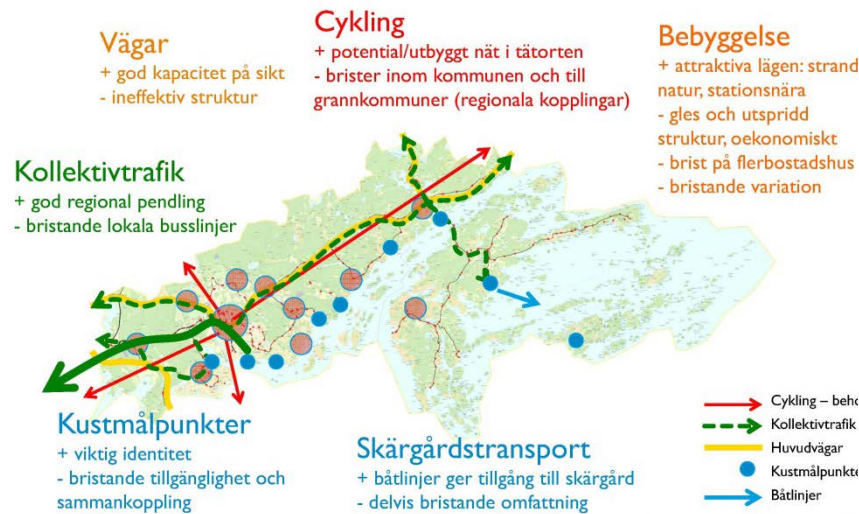 Vägar
+ god kapacitet på sikt
- ineffektiv struktur
Cykling
+ potential/utbyggt nät i tätorten
- brister inom kommunen och till
grannkommuner (regionala kopplingar)
Bebyggelse
+ attraktiva lägen: strand
natur, stationsnära
- gles och utspridd
struktur, oekonomiskt
- brist på flerbostadshus
- bristande variation
Kollektivtrafik
+ god regional pendling
- bristande lokala busslinjer
Kustmålpunkter
+ viktig identitet
- bristande tillgänglighet och
sammankoppling
Skärgårdstransport
+ båtlinjer ger tillgång till skärgård
- delvis bristande omfattning
Cykling – beho
Kollektivtrafik
Huvudvägar
Kustmålpunkte
Båtlinjer